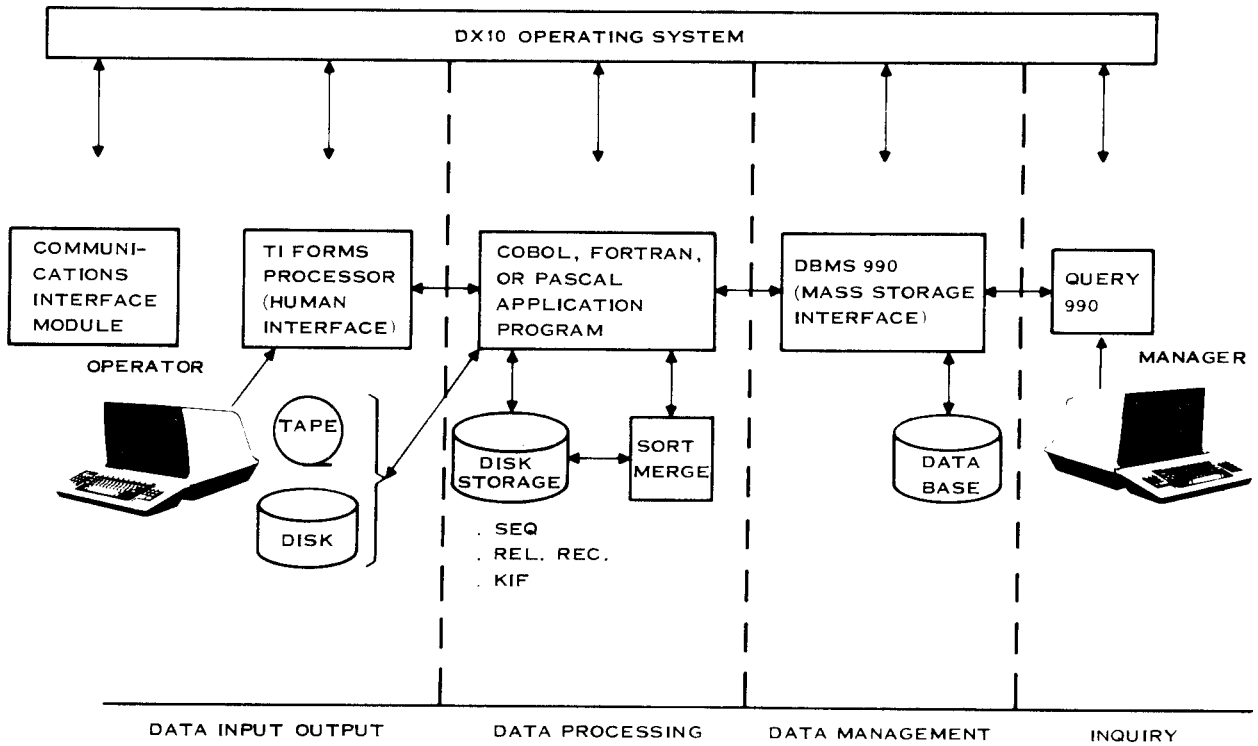 DX10 OPERATING SYSTEM
COMMUNI-
CATIONS
INTERFACE
MODULE
TI FORMS
PROCESSOR
(HUMAN
INTERFACE)
COBOL, FORTRAN,
OR PASCAL
APPLICATION
PROGRAM
DBMS 990
(MASS STORAGE
INTERFACE)
QUERY
990
OPERATOR
MANAGER
TAPE
DISK
DISK
STORAGE
SORT
MERGE
DATA
BASE
. SEQ
. REL. REC.
. KIF
DATA INPUT OUTPUT
DATA PROCESSING
DATA MANAGEMENT
INQUIRY